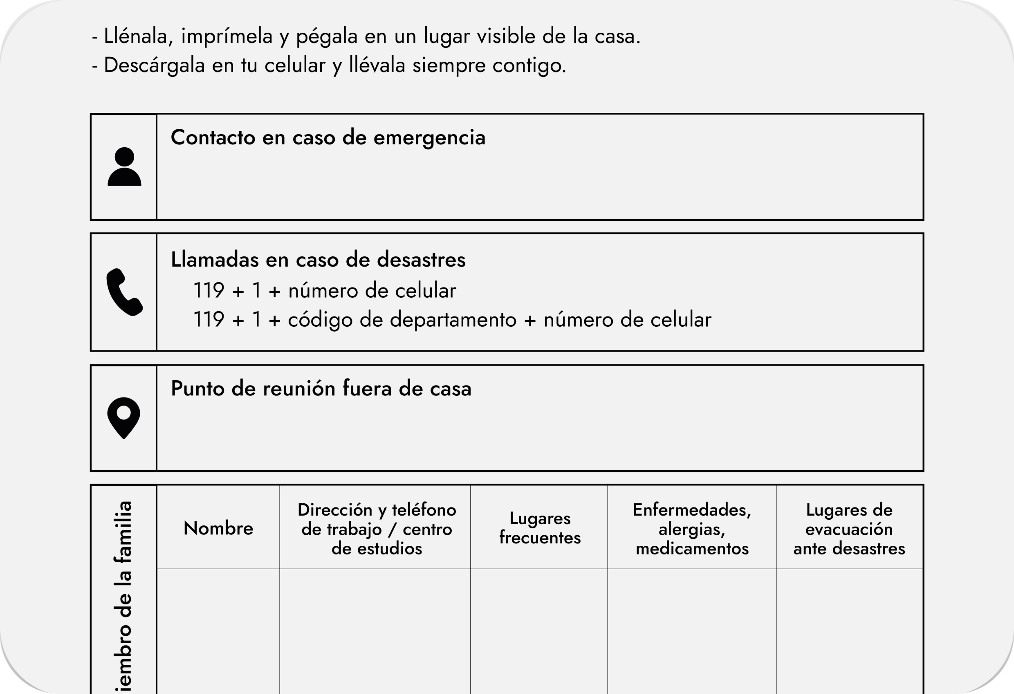 - Llénala, imprímela y pégala en un lugar visible de la casa.
- Descárgala en tu celular y llévala siempre contigo.
Contacto en caso de emergencia
Llamadas en caso de desastres
119 + 1 + número de celular
119 + 1 + código de departamento + número de celular
Punto de reunión fuera de casa
iembro de la familia
Nombre
Dirección y teléfono
de trabajo / centro
de estudios
Lugares
frecuentes
Enfermedades,
alergias,
medicamentos
Lugares de
evacuación
ante desastres